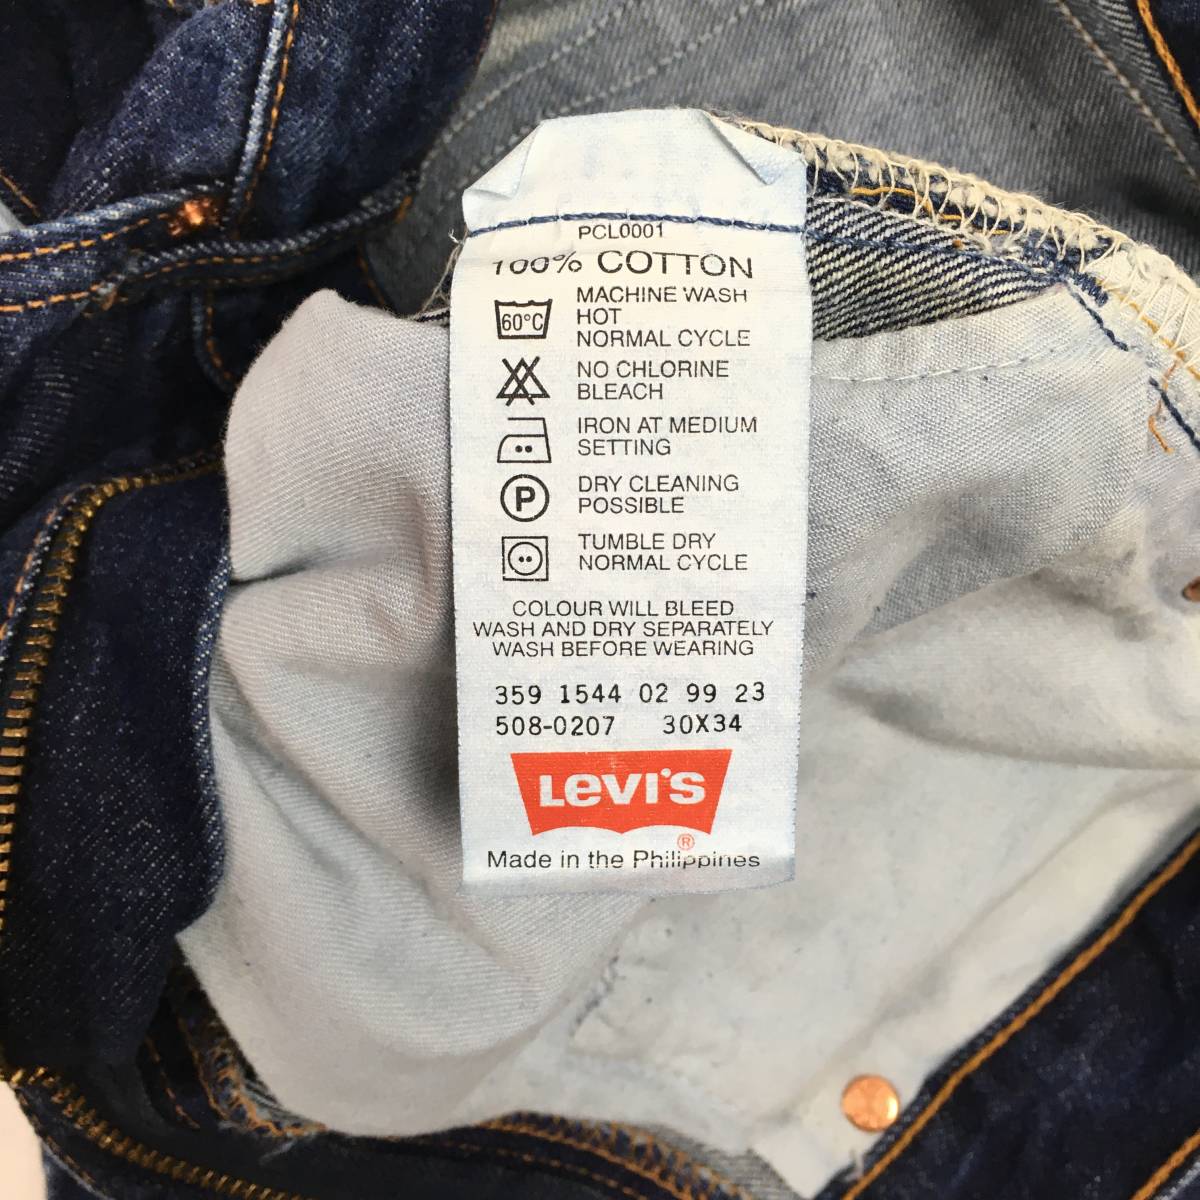 PCL0001
100% COTTON
60°C
MACHINE WASH
HOT
NORMAL CYCLE
NO CHLORINE
BLEACH
IRON AT MEDIUM
SETTING
P
DRY CLEANING
POSSIBLE
TUMBLE DRY
NORMAL CYCLE
COLOUR WILL BLEED
WASH AND DRY SEPARATELY
WASH BEFORE WEARING
359 1544 02 99 23
508-0207 30X34
Levi's
®
Made in the Philippines